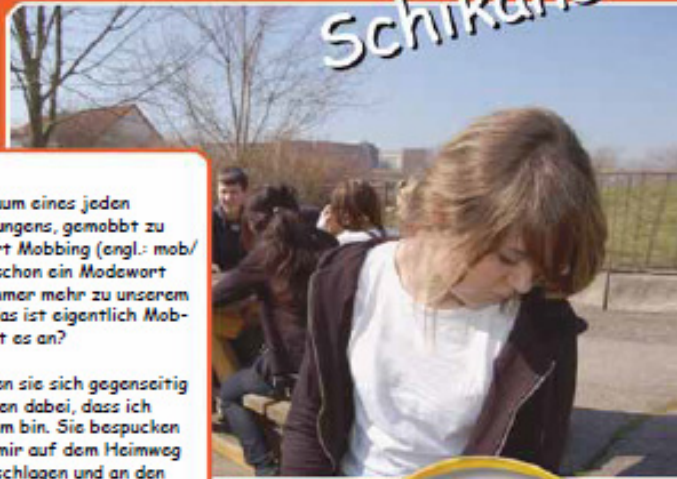 Schikane
um eines jeden
ungens, gemobbt zu
rt Mobbing (engl.: mob/
schon ein Modewort
mmer mehr zu unserem
as ist eigentlich Mob-
t es an?
en sie sich gegenseitig
en dabei, dass ich
m bin. Sie bespucken
mir auf dem Heimweg
schlagen und an den